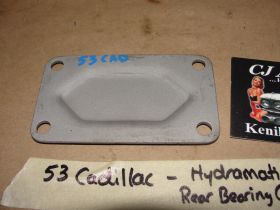 53 CAD
CJ
Kenil
53 Cadillac - Hydramati
Rear Bearing